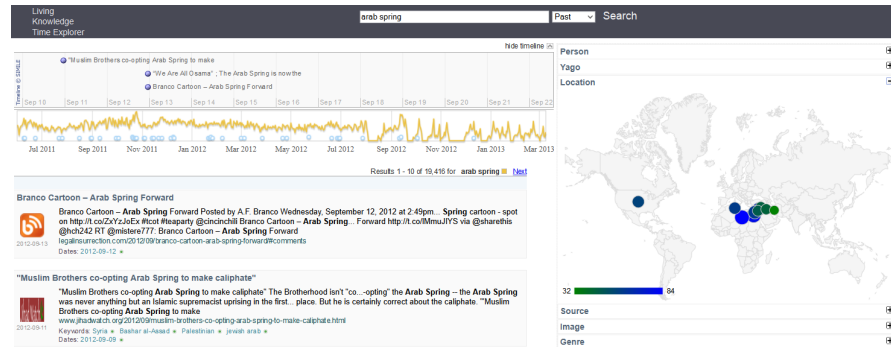 Living
Knowledge
Time Explorer
arab spring
Past
Search
hide timeline
Timeline © SIMILE
"Muslim Brothers co-opting Arab Spring to make
"We Are All Osama" ; The Arab Spring is now the
Branco Cartoon – Arab Spring Forward
Sep 10 Sep 11 Sep 12 Sep 13 Sep 14 Sep 15 Sep 16 Sep 17 Sep 18 Sep 19 Sep 20 Sep 21 Sep 22
Jul 2011 Sep 2011 Nov 2011 Jan 2012 Mar 2012 May 2012 Jul 2012 Sep 2012 Nov 2012 Jan 2013 Mar 2013
Results 1 - 10 of 19,416 for arab spring Next
Branco Cartoon – Arab Spring Forward
Branco Cartoon – Arab Spring Forward Posted by A.F. Branco Wednesday, September 12, 2012 at 2:49pm... Spring cartoon - spot
on http://t.co/ZxYzJoEx #tcot #teaparty @cincinchili Branco Cartoon – Arab Spring... Forward http://t.co/lMmuJIYS via @sharethis
@hch242 RT @mistere777: Branco Cartoon – Arab Spring Forward
legalinsurrection.com/2012/09/branco-cartoon-arab-spring-forward/#comments
2012-09-13
Dates: 2012-09-12
"Muslim Brothers co-opting Arab Spring to make caliphate"
"Muslim Brothers co-opting Arab Spring to make caliphate" The Brotherhood isn't "co...-opting" the Arab Spring -- the Arab Spring
was never anything but an Islamic supremacist uprising in the first... place. But he is certainly correct about the caliphate. "'Muslim
Brothers co-opting Arab Spring to make
www.jihadwatch.org/2012/09/muslim-brothers-co-opting-arab-spring-to-make-caliphate.html
2012-09-11
Keywords: Syria Bashar al-Assad Palestinian jewish arab
Dates: 2012-09-09
Person
Yago
Location
32 84
Source
Image
Genre